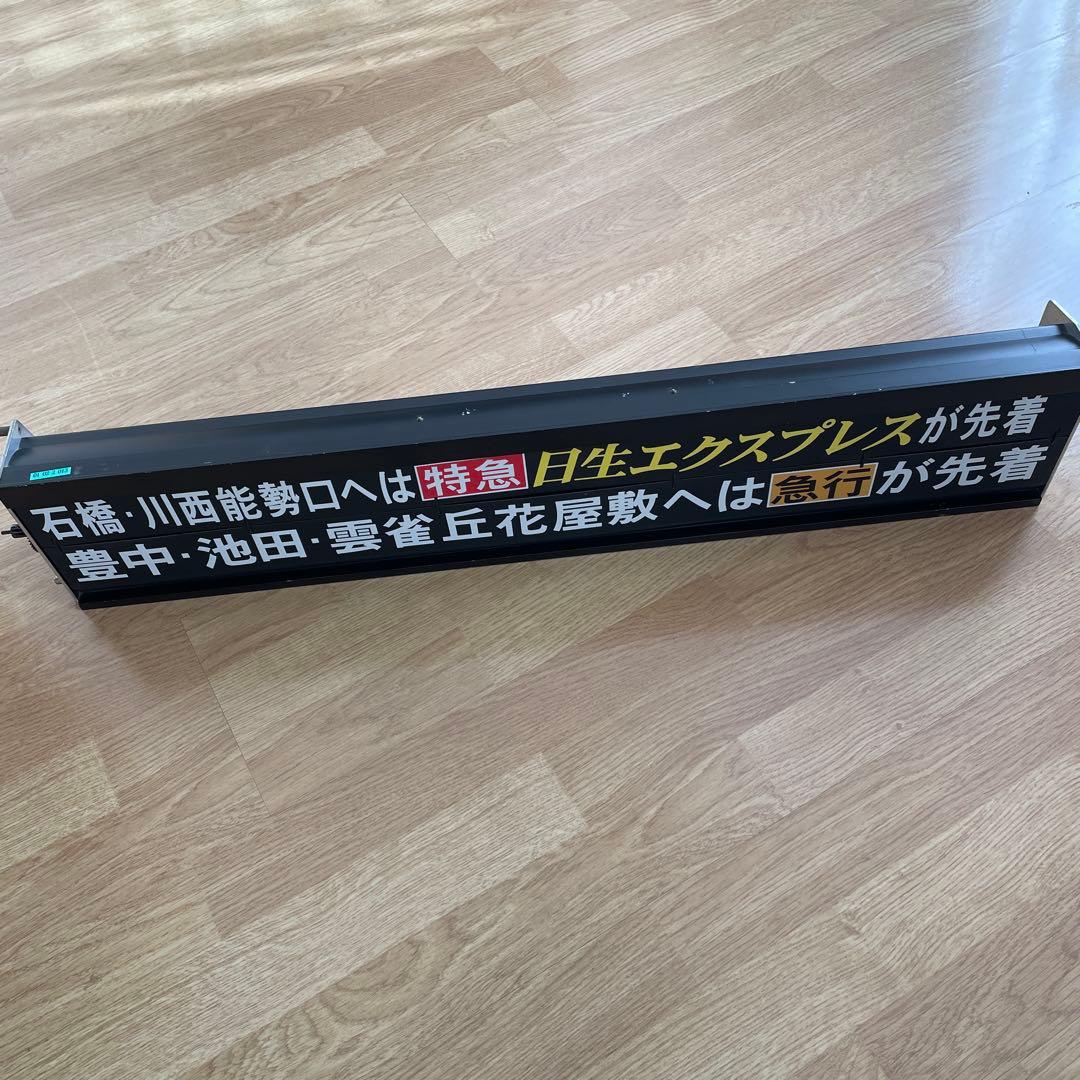 石橋・川西能勢口へは特急日生エクスプレスが先着
豊中・池田・雲雀丘花屋敷へは急行が先着